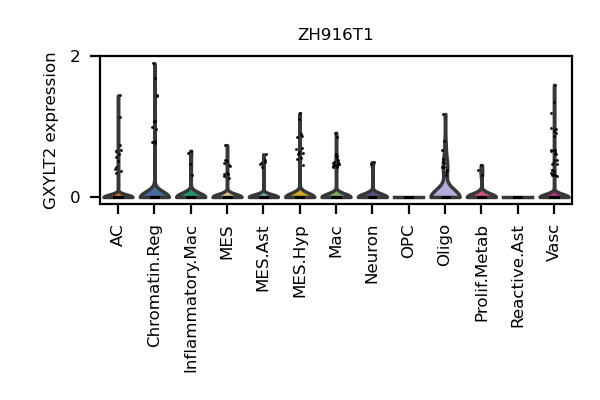 ZH916T1
GXYLT2 expression
2
0
AC
Chromatin.Reg
Inflammatory.Mac
MES
MES.Ast
MES.Hyp
Mac
Neuron
OPC
Oligo
Prolif.Metab
Reactive.Ast
Vasc